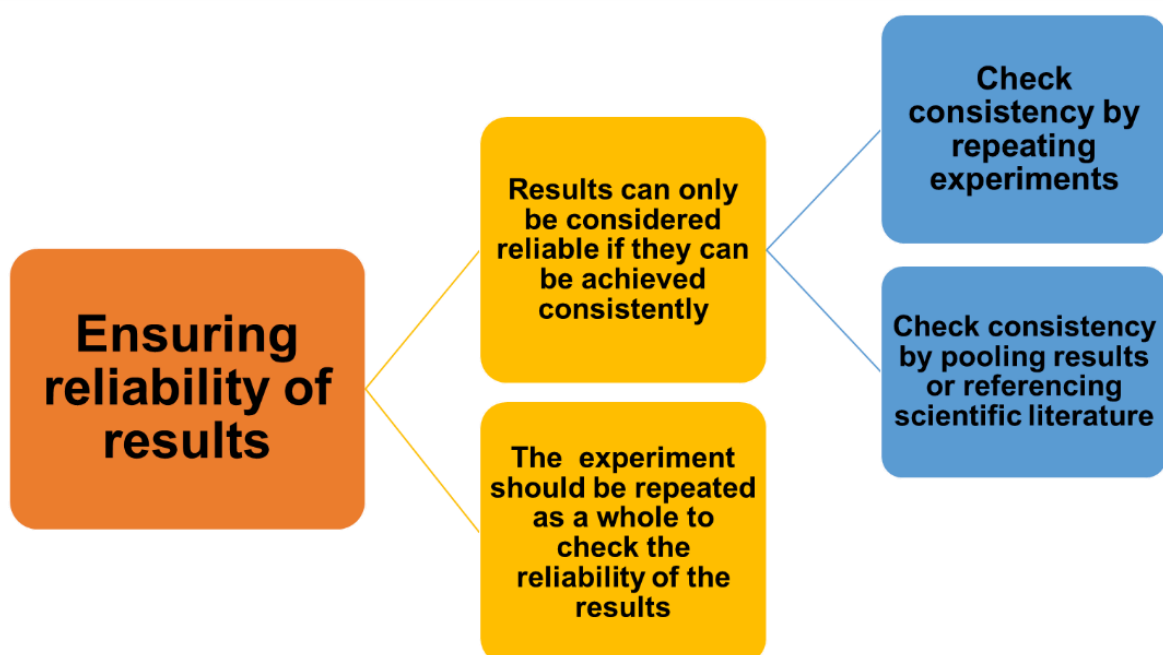 Ensuring
reliability of
results
Results can only
be considered
reliable if they can
be achieved
consistently
The  experiment
should be repeated
as a whole to
check the
reliability of the
results
Check
consistency by
repeating
experiments
Check consistency
by pooling results
or referencing
scientific literature